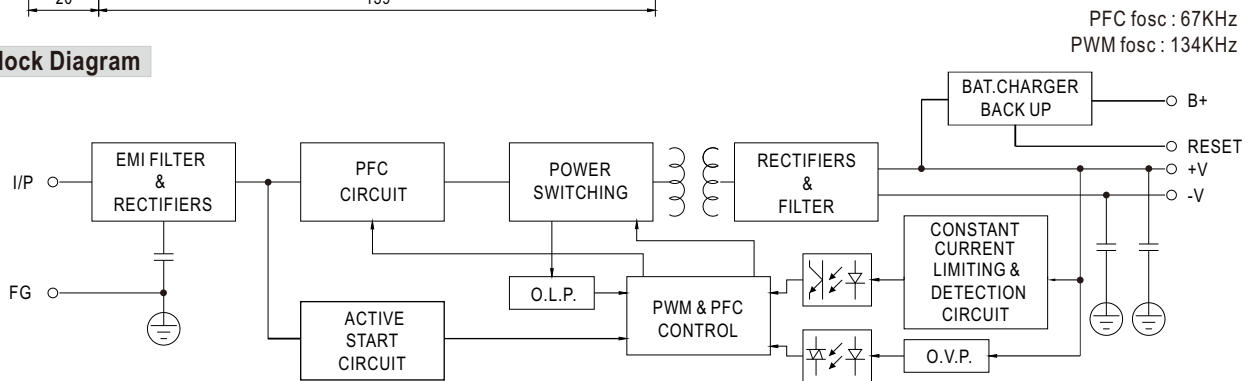 PFC fosc : 67KHz
PWM fosc : 134KHz
lock Diagram
BAT.CHARGER
BACK UP
B+
RESET
EMI FILTER
&
RECTIFIERS
PFC
CIRCUIT
POWER
SWITCHING
RECTIFIERS
&
FILTER
I/P
+V
-V
CONSTANT
CURRENT
LIMITING &
DETECTION
CIRCUIT
FG
O.L.P.
PWM & PFC
CONTROL
ACTIVE
START
CIRCUIT
O.V.P.